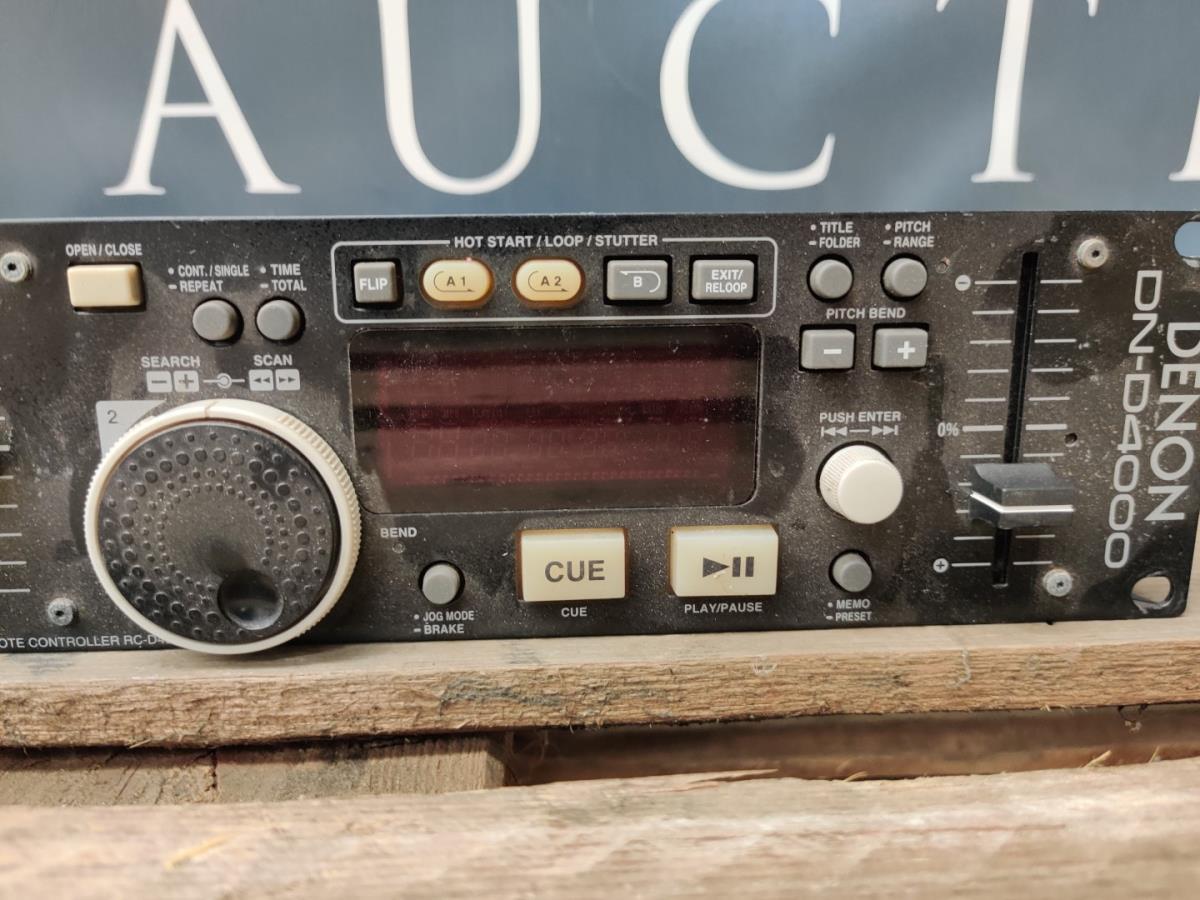 AUCT
OPEN / CLOSE
• CONT. / SINGLE
– REPEAT
• TIME
– TOTAL
HOT START / LOOP / STUTTER
FLIP
A 1
A 2
B
EXIT/
RELOOP
• TITLE
– FOLDER
• PITCH
– RANGE
PITCH BEND
− +
SEARCH
− +
SCAN
2
PUSH ENTER
−
0%
+
BEND
• JOG MODE
– BRAKE
CUE
CUE
PLAY/PAUSE
• MEMO
– PRESET
DENON
DN-D4000
OTE CONTROLLER RC-D4